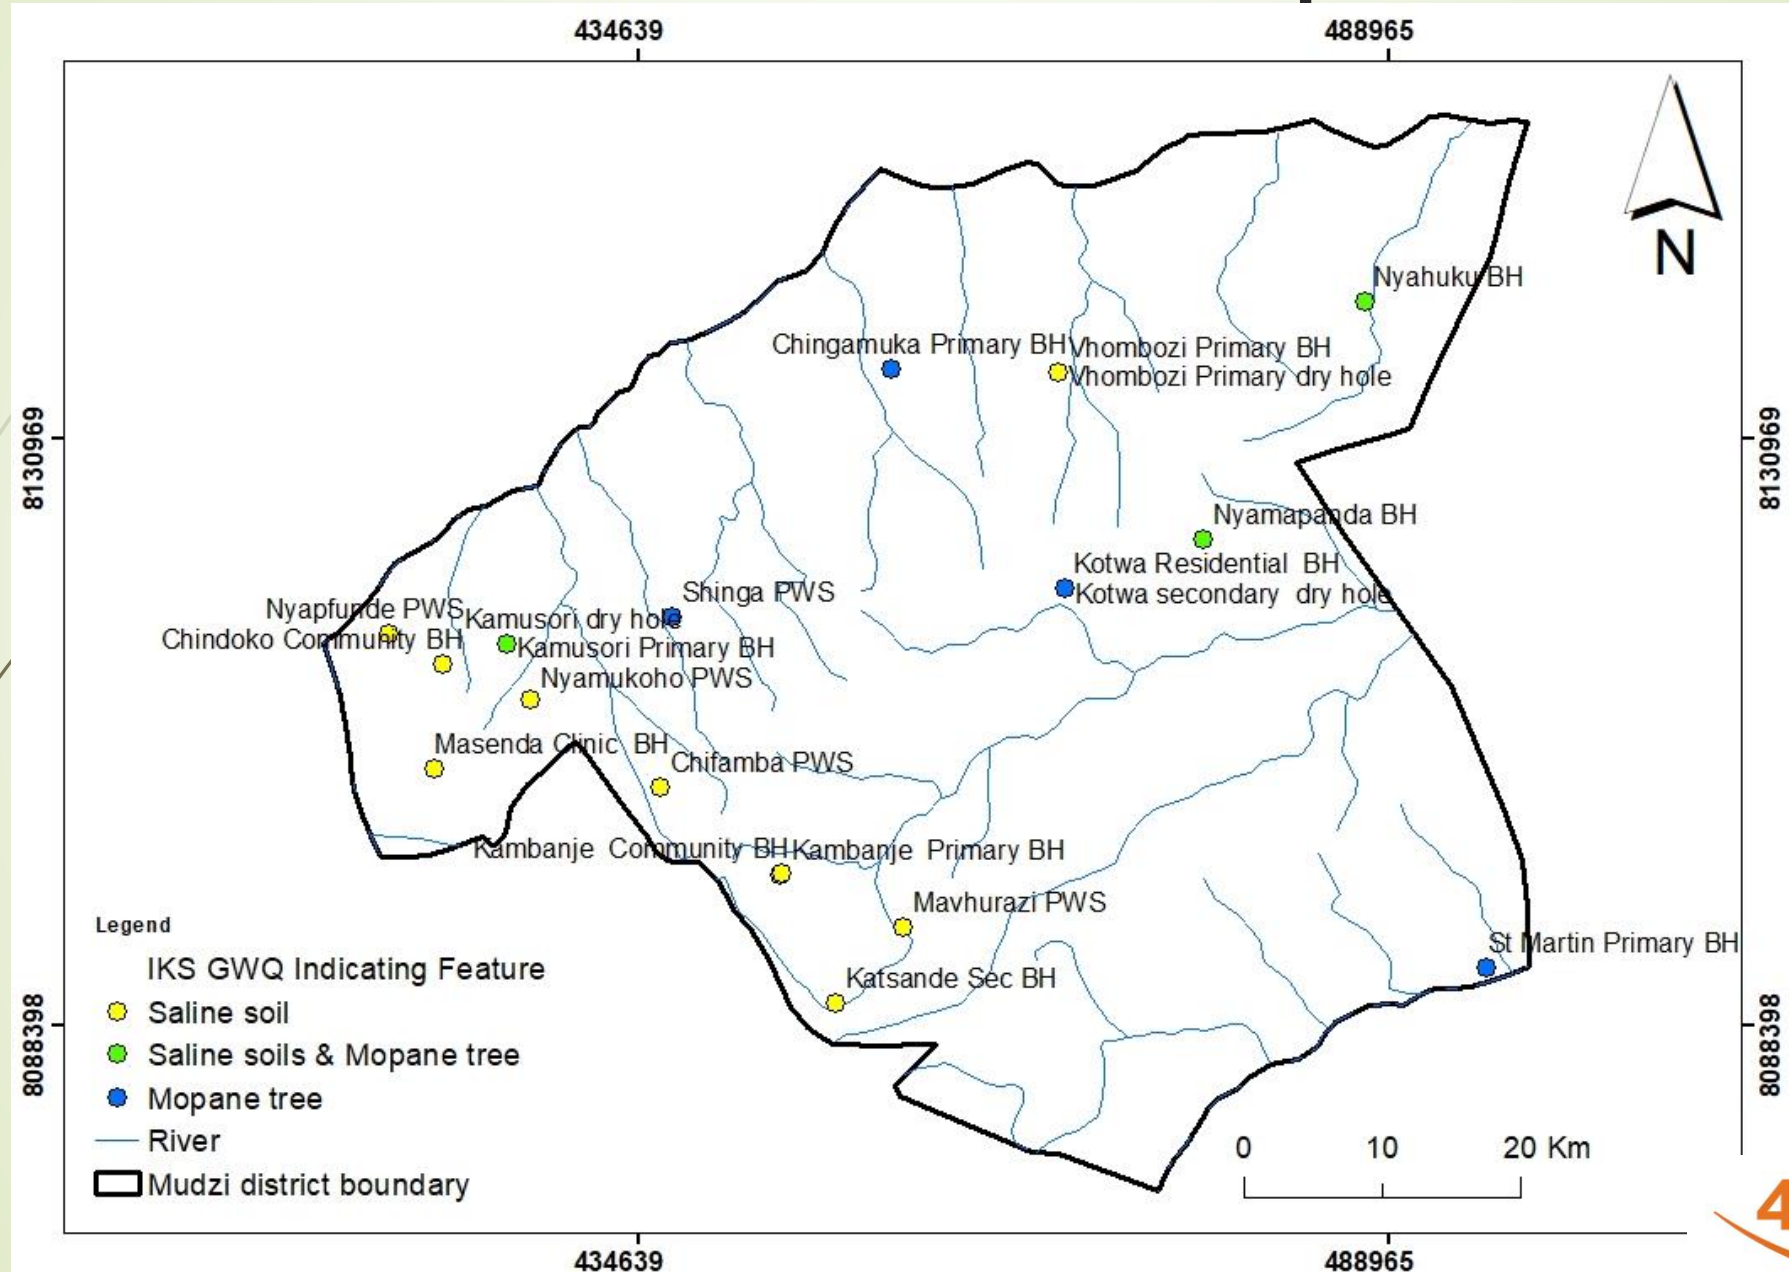 434639
488965
Nyahuku BH
Chingamuka Primary BH
Vhombozi Primary BH
Vhombozi Primary dry hole
8130969
8130999
Nyamapanda BH
Kotwa Residential BH
Kotwa secondary dry hole
Shinga PWS
Nyapfunde PWS
Kamusori dry hole
Chindoko Community BH
Kamusori Primary BH
Nyamukoho PWS
Masenda Clinic BH
Chifamba PWS
Kambanje Community BH
Kambanje Primary BH
Mavhurazi PWS
St Martin Primary BH
Katsande Sec BH
8088398
8088398
N
Legend
IKS GWQ Indicating Feature
Saline soil
Saline soils & Mopane tree
Mopane tree
River
Mudzi district boundary
0 10 20 Km
434639
488965
4